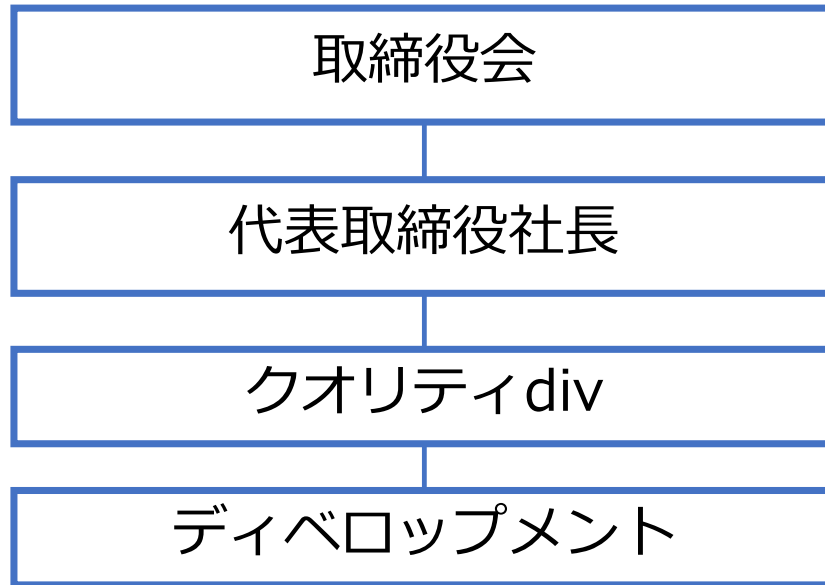 取締役会
代表取締役社長
クオリティdiv
ディベロップメント